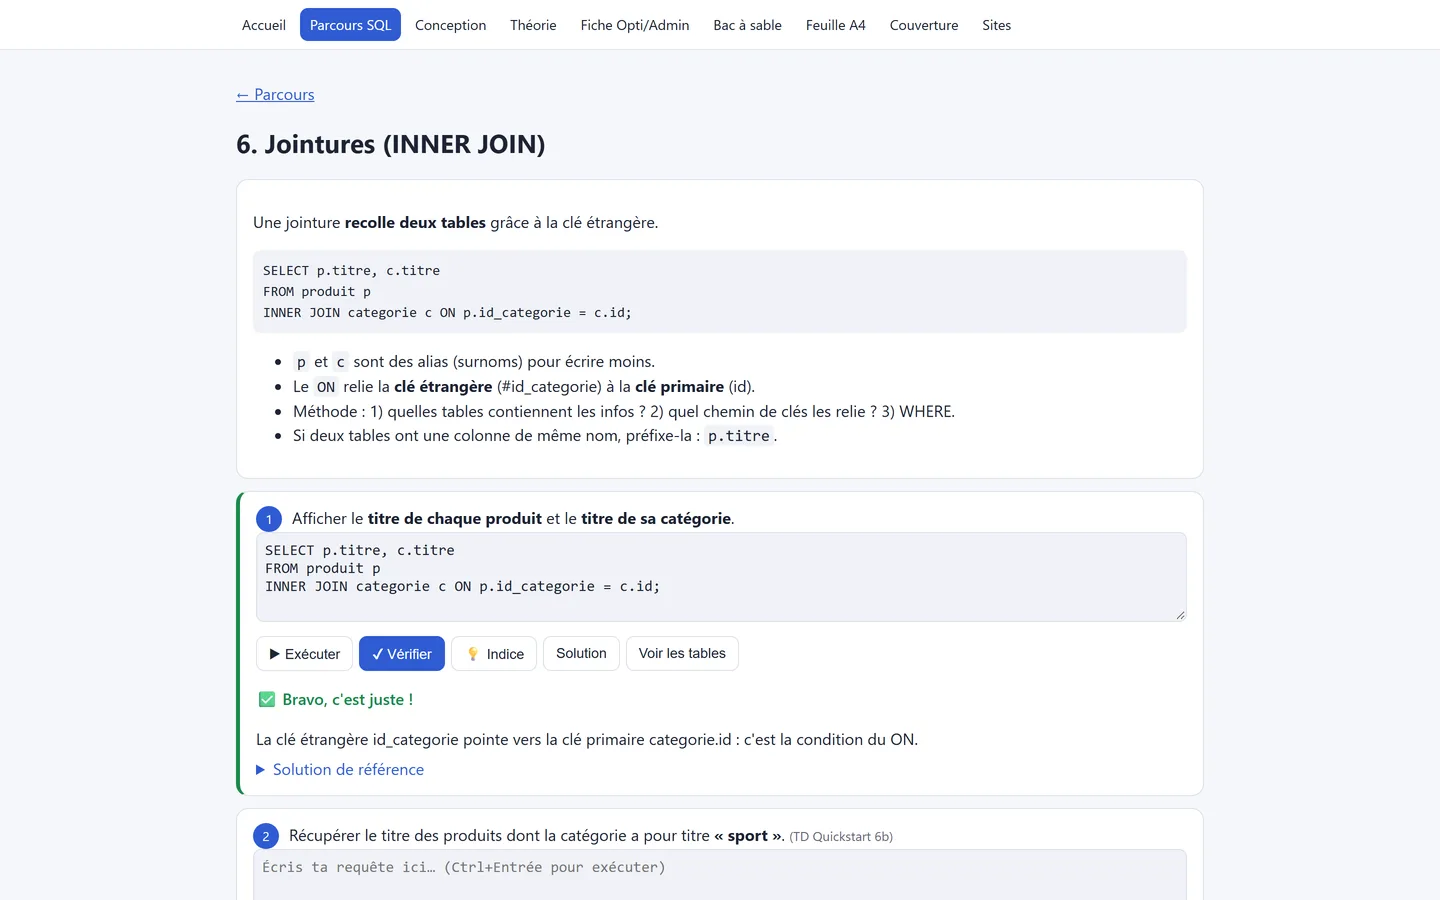 Accueil Parcours SQL Conception Théorie Fiche Opti/Admin Bac à sable Feuille A4 Couverture Sites
← Parcours
6. Jointures (INNER JOIN)
Une jointure recolle deux tables grâce à la clé étrangère.
SELECT p.titre, c.titre
FROM produit p
INNER JOIN categorie c ON p.id_categorie = c.id;
• p et c sont des alias (surnoms) pour écrire moins.
• Le ON relie la clé étrangère (#id_categorie) à la clé primaire (id).
• Méthode : 1) quelles tables contiennent les infos ? 2) quel chemin de clés les relie ? 3) WHERE.
• Si deux tables ont une colonne de même nom, préfixe-la : p.titre.
1 Afficher le titre de chaque produit et le titre de sa catégorie.
SELECT p.titre, c.titre
FROM produit p
INNER JOIN categorie c ON p.id_categorie = c.id;
▶ Exécuter ✓ Vérifier 💡 Indice Solution Voir les tables
✅ Bravo, c'est juste !
La clé étrangère id_categorie pointe vers la clé primaire categorie.id : c'est la condition du ON.
▶ Solution de référence
2 Récupérer le titre des produits dont la catégorie a pour titre « sport ». (TD Quickstart 6b)
Écris ta requête ici… (Ctrl+Entrée pour exécuter)